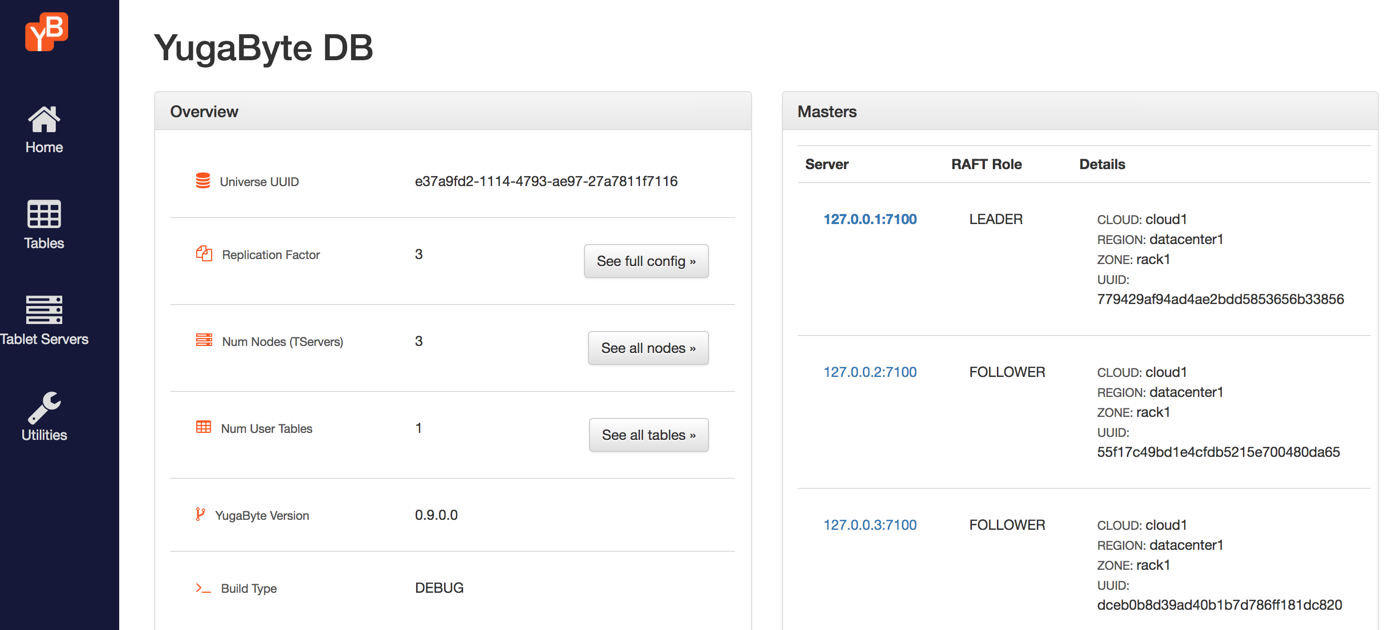 YB
Home
Tables
Tablet Servers
Utilities
YugaByte DB
Overview
Universe UUID e37a9fd2-1114-4793-ae97-27a7811f7116
Replication Factor 3 See full config »
Num Nodes (TServers) 3 See all nodes »
Num User Tables 1 See all tables »
YugaByte Version 0.9.0.0
Build Type DEBUG
Masters
Server RAFT Role Details
127.0.0.1:7100 LEADER CLOUD: cloud1
REGION: datacenter1
ZONE: rack1
UUID:
779429af94ad4ae2bdd5853656b33856
127.0.0.2:7100 FOLLOWER CLOUD: cloud1
REGION: datacenter1
ZONE: rack1
UUID:
55f17c49bd1e4cfdb5215e700480da65
127.0.0.3:7100 FOLLOWER CLOUD: cloud1
REGION: datacenter1
ZONE: rack1
UUID:
dceb0b8d39ad40b1b7d786ff181dc820